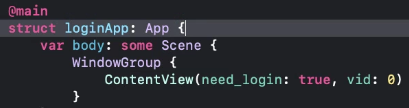 @main
struct loginApp: App {
    var body: some Scene {
        WindowGroup {
            ContentView(need_login: true, vid: 0)
        }